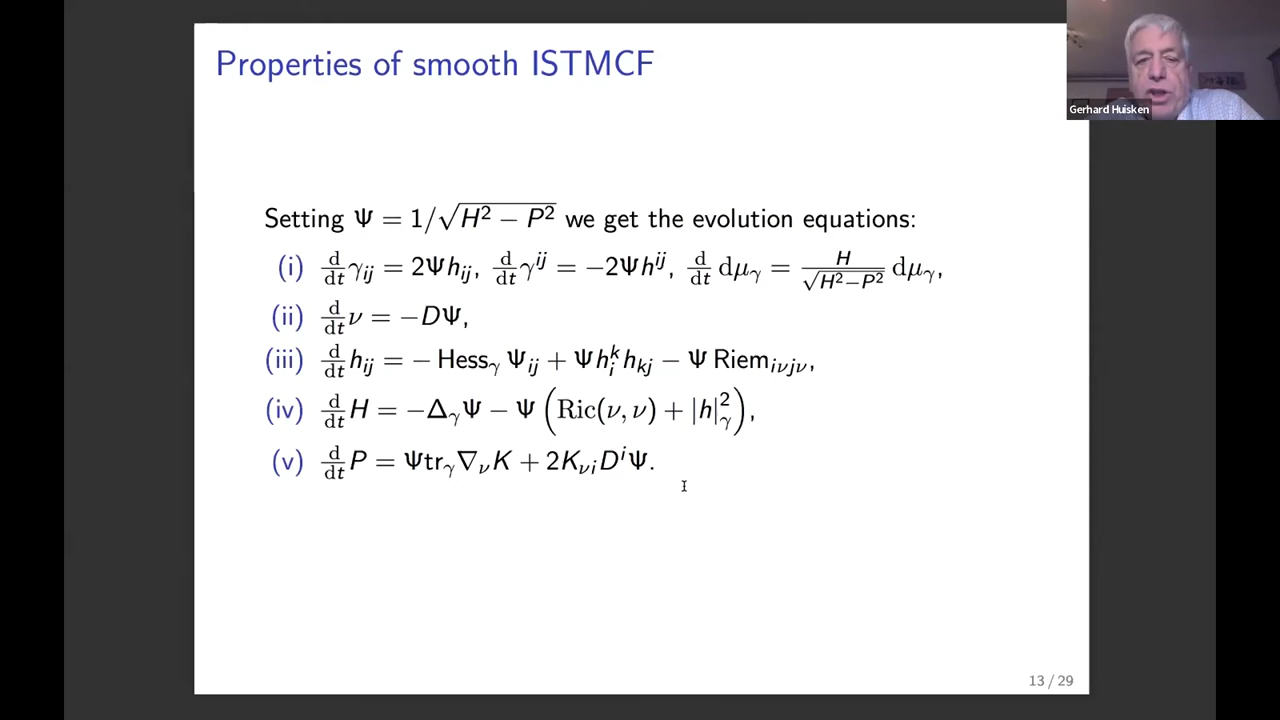 Properties of smooth ISTMCF
Gerhard Huisken
Setting Ψ = 1/√(H² − P²) we get the evolution equations:
(i) d/dt γ_ij = 2Ψh_ij, d/dt γ^ij = −2Ψh^ij, d/dt dμ_γ = H/√(H²−P²) dμ_γ,
(ii) d/dt ν = −DΨ,
(iii) d/dt h_ij = − Hess_γ Ψ_ij + Ψh_i^k h_kj − Ψ Riem_iνjν,
(iv) d/dt H = −Δ_γΨ − Ψ(Ric(ν, ν) + |h|²_γ),
(v) d/dt P = Ψtr_γ∇_νK + 2K_νi D^iΨ.
13 / 29